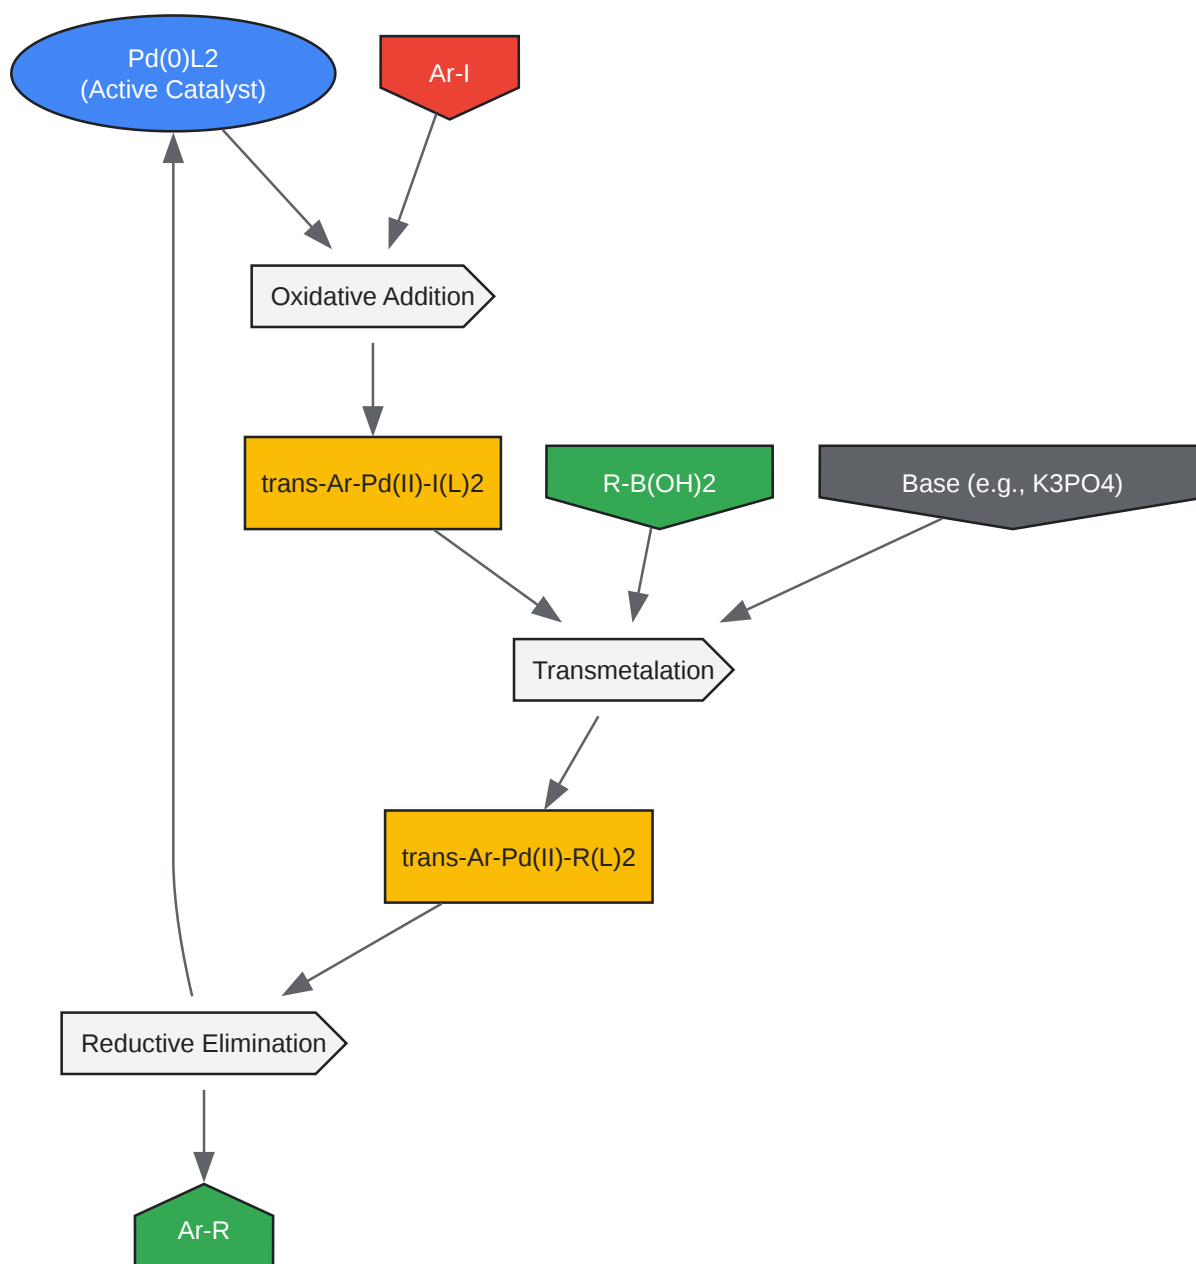 Pd(0)L2
(Active Catalyst)
Ar-I
Oxidative Addition
trans-Ar-Pd(II)-I(L)2
R-B(OH)2
Base (e.g., K3PO4)
Transmetalation
trans-Ar-Pd(II)-R(L)2
Reductive Elimination
Ar-R